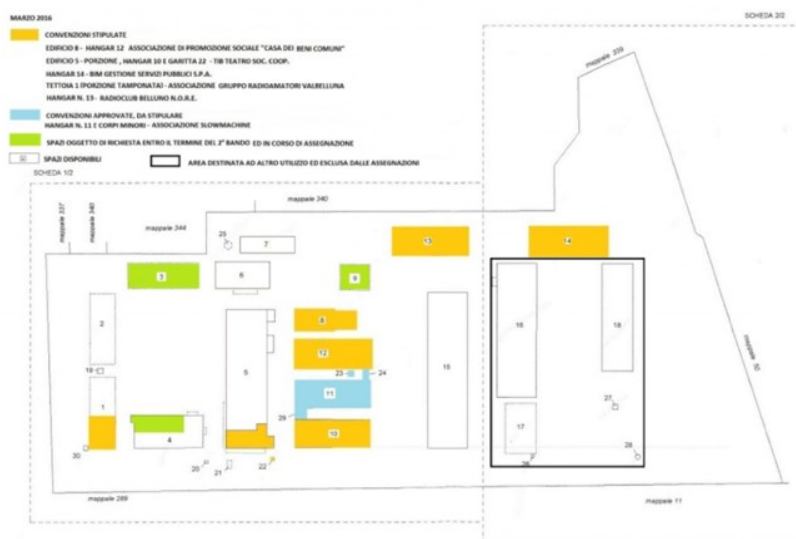 MARZO 2016
SCHEDA 2/2
CONVENZIONI STIPULATE
EDIFICIO 8 - HANGAR 12 ASSOCIAZIONE DI PROMOZIONE SOCIALE "CASA DEI BENI COMUNI"
EDIFICIO 5 - PORZIONE, HANGAR 10 E GARITTA 22 - TIB TEATRO SOC. COOP.
HANGAR 14 - BIM GESTIONE SERVIZI PUBBLICI S.P.A.
TETTOIA 1 (PORZIONE TAMPONATA) - ASSOCIAZIONE GRUPPO RADIOAMATORI VALBELLUNA
HANGAR N. 13 - RADIOCLUB BELLUNO N.O.R.E.
CONVENZIONI APPROVATE, DA STIPULARE
HANGAR N. 11 E CORPI MINORI - ASSOCIAZIONE SLOWMACHINE
SPAZI OGGETTO DI RICHIESTA ENTRO IL TERMINE DEL 2° BANDO ED IN CORSO DI ASSEGNAZIONE
SPAZI DISPONIBILI
AREA DESTINATA AD ALTRO UTILIZZO ED ESCLUSA DALLE ASSEGNAZIONI
SCHEDA 1/2
mappale 339
mappale 337
mappale 340
mappale 344
mappale 340
25
7
13
14
3
6
9
2
8
16
18
19
12
5
15
23
24
11
1
29
27
4
10
17
30
20
21
22
26
28
mappale 50
mappale 289
mappale 11